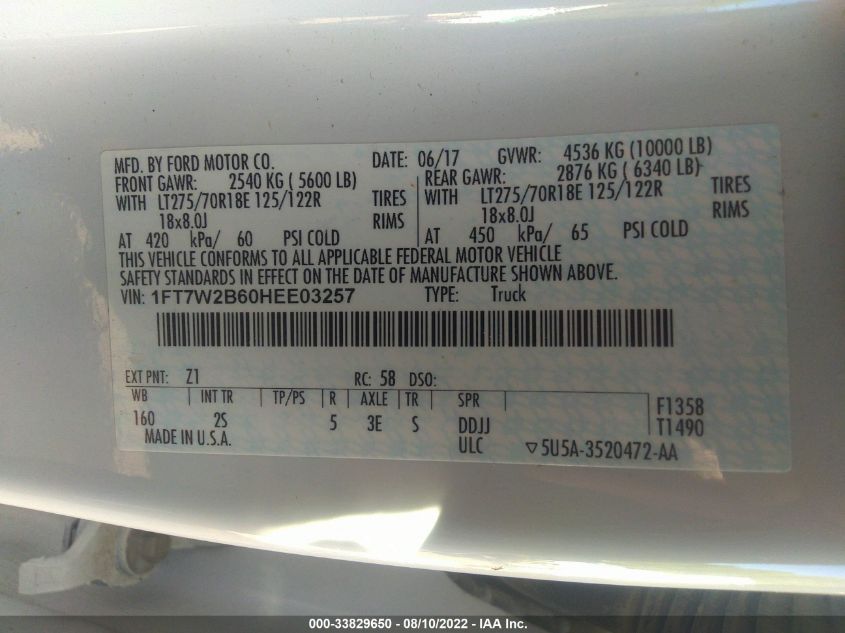 MFD. BY FORD MOTOR CO. DATE: 06/17 GVWR: 4536 KG (10000 LB)
FRONT GAWR: 2540 KG ( 5600 LB) REAR GAWR: 2876 KG ( 6340 LB)
WITH LT275/70R18E 125/122R TIRES WITH LT275/70R18E 125/122R TIRES
18x8.0J RIMS 18x8.0J RIMS
AT 420 kPa/ 60 PSI COLD AT 450 kPa/ 65 PSI COLD
THIS VEHICLE CONFORMS TO ALL APPLICABLE FEDERAL MOTOR VEHICLE
SAFETY STANDARDS IN EFFECT ON THE DATE OF MANUFACTURE SHOWN ABOVE.
VIN: 1FT7W2B60HEE03257 TYPE: Truck
EXT PNT: Z1 RC: 58 DSO:
WB INT TR TP/PS R AXLE TR SPR F1358
160 2S 5 3E S DDJJ T1490
MADE IN U.S.A. ULC ▽5U5A-3520472-AA
000-33829650 - 08/10/2022 - IAA Inc.